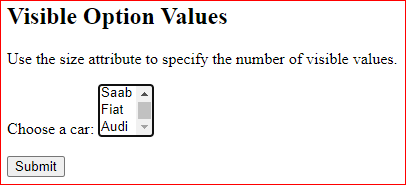 Visible Option Values
Use the size attribute to specify the number of visible values.
Saab
Fiat
Choose a car: Audi
Submit